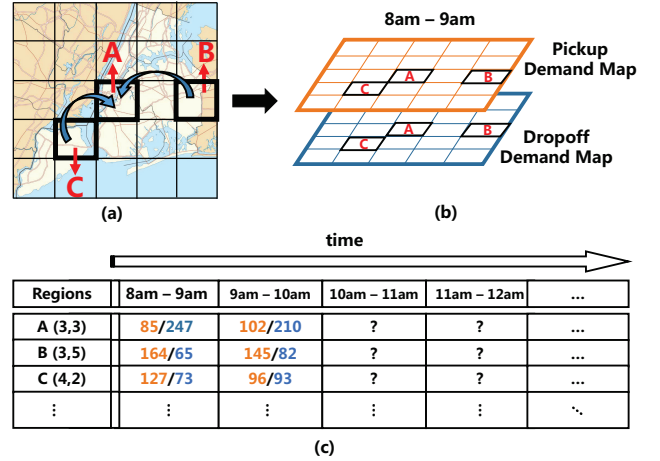 A
B
C
(a)
8am – 9am
Pickup
Demand Map
A
B
C
Dropoff
Demand Map
A
B
C
(b)
time
Regions 8am – 9am 9am – 10am 10am – 11am 11am – 12am ...
A (3,3) 85/247 102/210 ? ? ...
B (3,5) 164/65 145/82 ? ? ...
C (4,2) 127/73 96/93 ? ? ...
⋮ ⋮ ⋮ ⋮ ⋮ ⋱
(c)